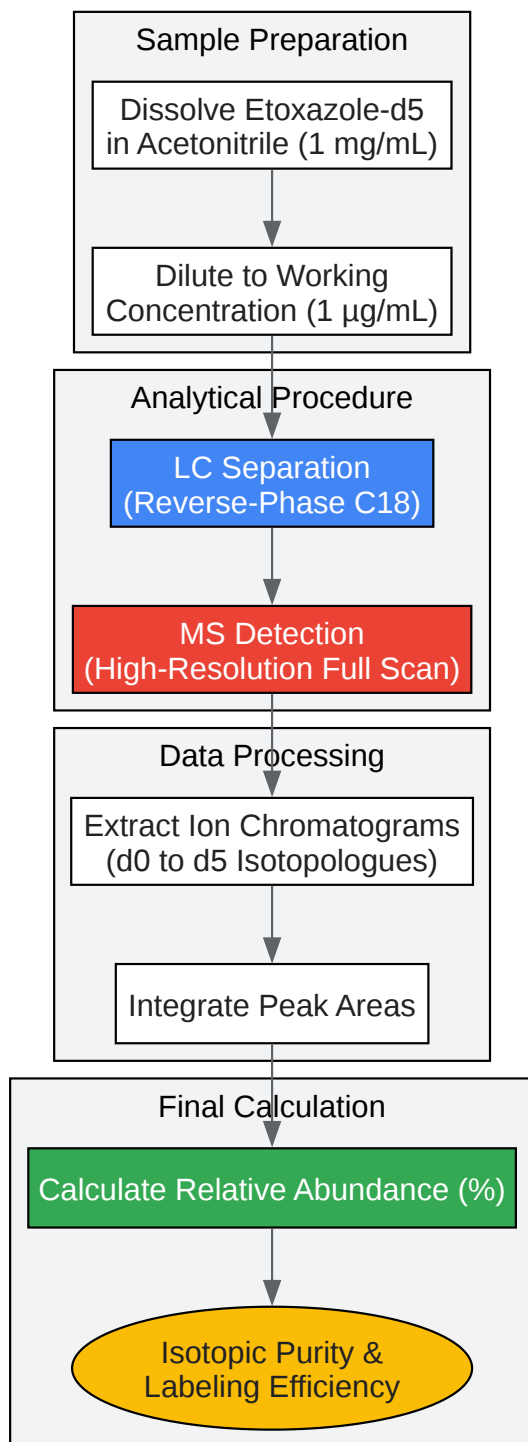 Sample Preparation
Dissolve Etoxazole-d5
in Acetonitrile (1 mg/mL)
Dilute to Working
Concentration (1 µg/mL)
Analytical Procedure
LC Separation
(Reverse-Phase C18)
MS Detection
(High-Resolution Full Scan)
Data Processing
Extract Ion Chromatograms
(d0 to d5 Isotopologues)
Integrate Peak Areas
Final Calculation
Calculate Relative Abundance (%)
Isotopic Purity &
Labeling Efficiency